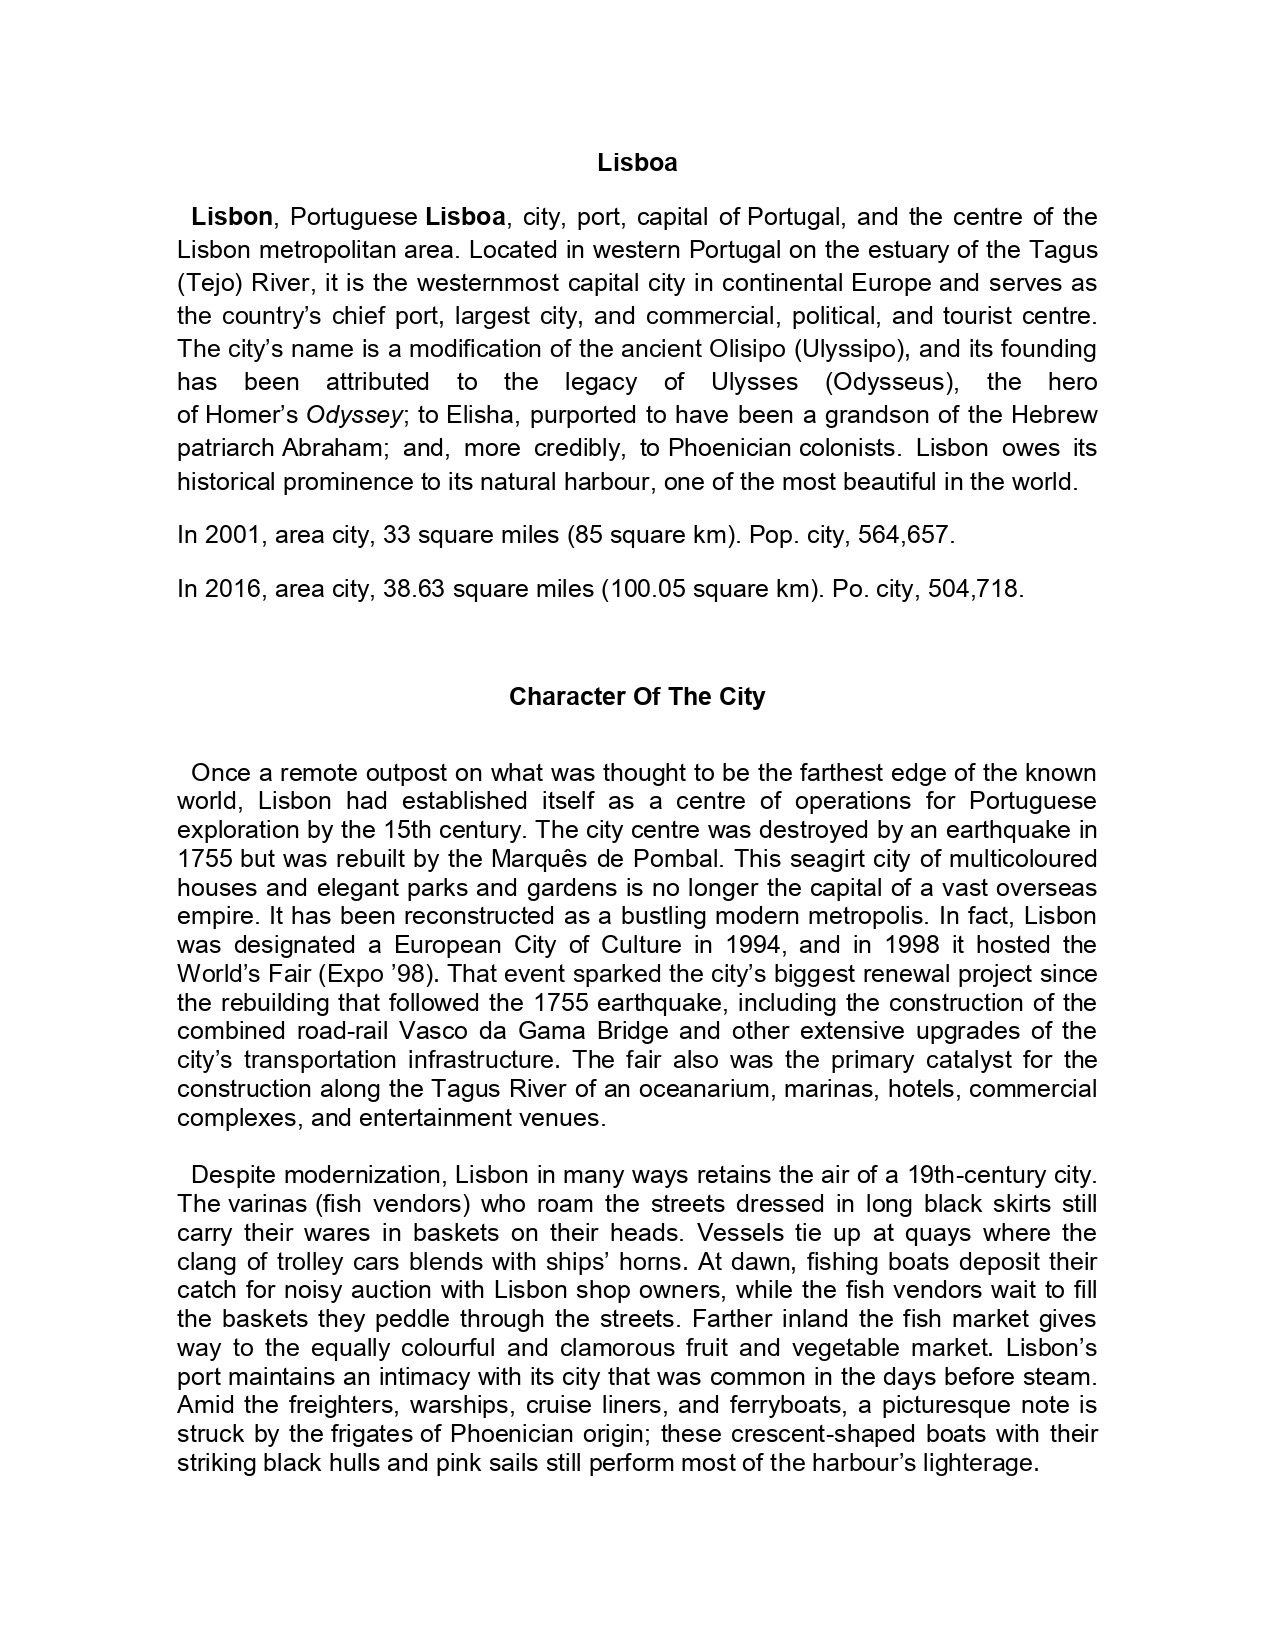 Lisboa
Lisbon, Portuguese Lisboa, city, port, capital of Portugal, and the centre of the
Lisbon metropolitan area. Located in western Portugal on the estuary of the Tagus
(Tejo) River, it is the westernmost capital city in continental Europe and serves as
the country’s chief port, largest city, and commercial, political, and tourist centre.
The city’s name is a modification of the ancient Olisipo (Ulyssipo), and its founding
has been attributed to the legacy of Ulysses (Odysseus), the hero
of Homer’s Odyssey; to Elisha, purported to have been a grandson of the Hebrew
patriarch Abraham; and, more credibly, to Phoenician colonists. Lisbon owes its
historical prominence to its natural harbour, one of the most beautiful in the world.
In 2001, area city, 33 square miles (85 square km). Pop. city, 564,657.
In 2016, area city, 38.63 square miles (100.05 square km). Po. city, 504,718.
Character Of The City
Once a remote outpost on what was thought to be the farthest edge of the known
world, Lisbon had established itself as a centre of operations for Portuguese
exploration by the 15th century. The city centre was destroyed by an earthquake in
1755 but was rebuilt by the Marquês de Pombal. This seagirt city of multicoloured
houses and elegant parks and gardens is no longer the capital of a vast overseas
empire. It has been reconstructed as a bustling modern metropolis. In fact, Lisbon
was designated a European City of Culture in 1994, and in 1998 it hosted the
World’s Fair (Expo ’98). That event sparked the city’s biggest renewal project since
the rebuilding that followed the 1755 earthquake, including the construction of the
combined road-rail Vasco da Gama Bridge and other extensive upgrades of the
city’s transportation infrastructure. The fair also was the primary catalyst for the
construction along the Tagus River of an oceanarium, marinas, hotels, commercial
complexes, and entertainment venues.
Despite modernization, Lisbon in many ways retains the air of a 19th-century city.
The varinas (fish vendors) who roam the streets dressed in long black skirts still
carry their wares in baskets on their heads. Vessels tie up at quays where the
clang of trolley cars blends with ships’ horns. At dawn, fishing boats deposit their
catch for noisy auction with Lisbon shop owners, while the fish vendors wait to fill
the baskets they peddle through the streets. Farther inland the fish market gives
way to the equally colourful and clamorous fruit and vegetable market. Lisbon’s
port maintains an intimacy with its city that was common in the days before steam.
Amid the freighters, warships, cruise liners, and ferryboats, a picturesque note is
struck by the frigates of Phoenician origin; these crescent-shaped boats with their
striking black hulls and pink sails still perform most of the harbour’s lighterage.